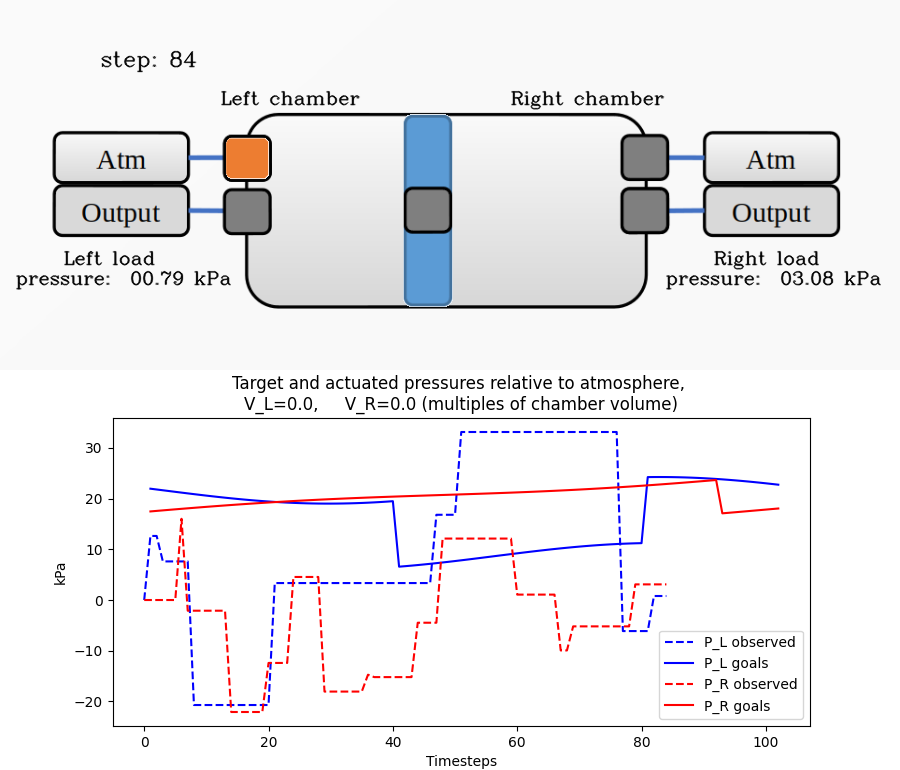 step: 84
Left chamber
Right chamber
Atm
Atm
Output
Output
Left load
pressure: 00.79 kPa
Right load
pressure: 03.08 kPa
Target and actuated pressures relative to atmosphere,
V_L=0.0, V_R=0.0 (multiples of chamber volume)
kPa
30
20
10
0
−10
−20
P_L observed
P_L goals
P_R observed
P_R goals
0 20 40 60 80 100
Timesteps